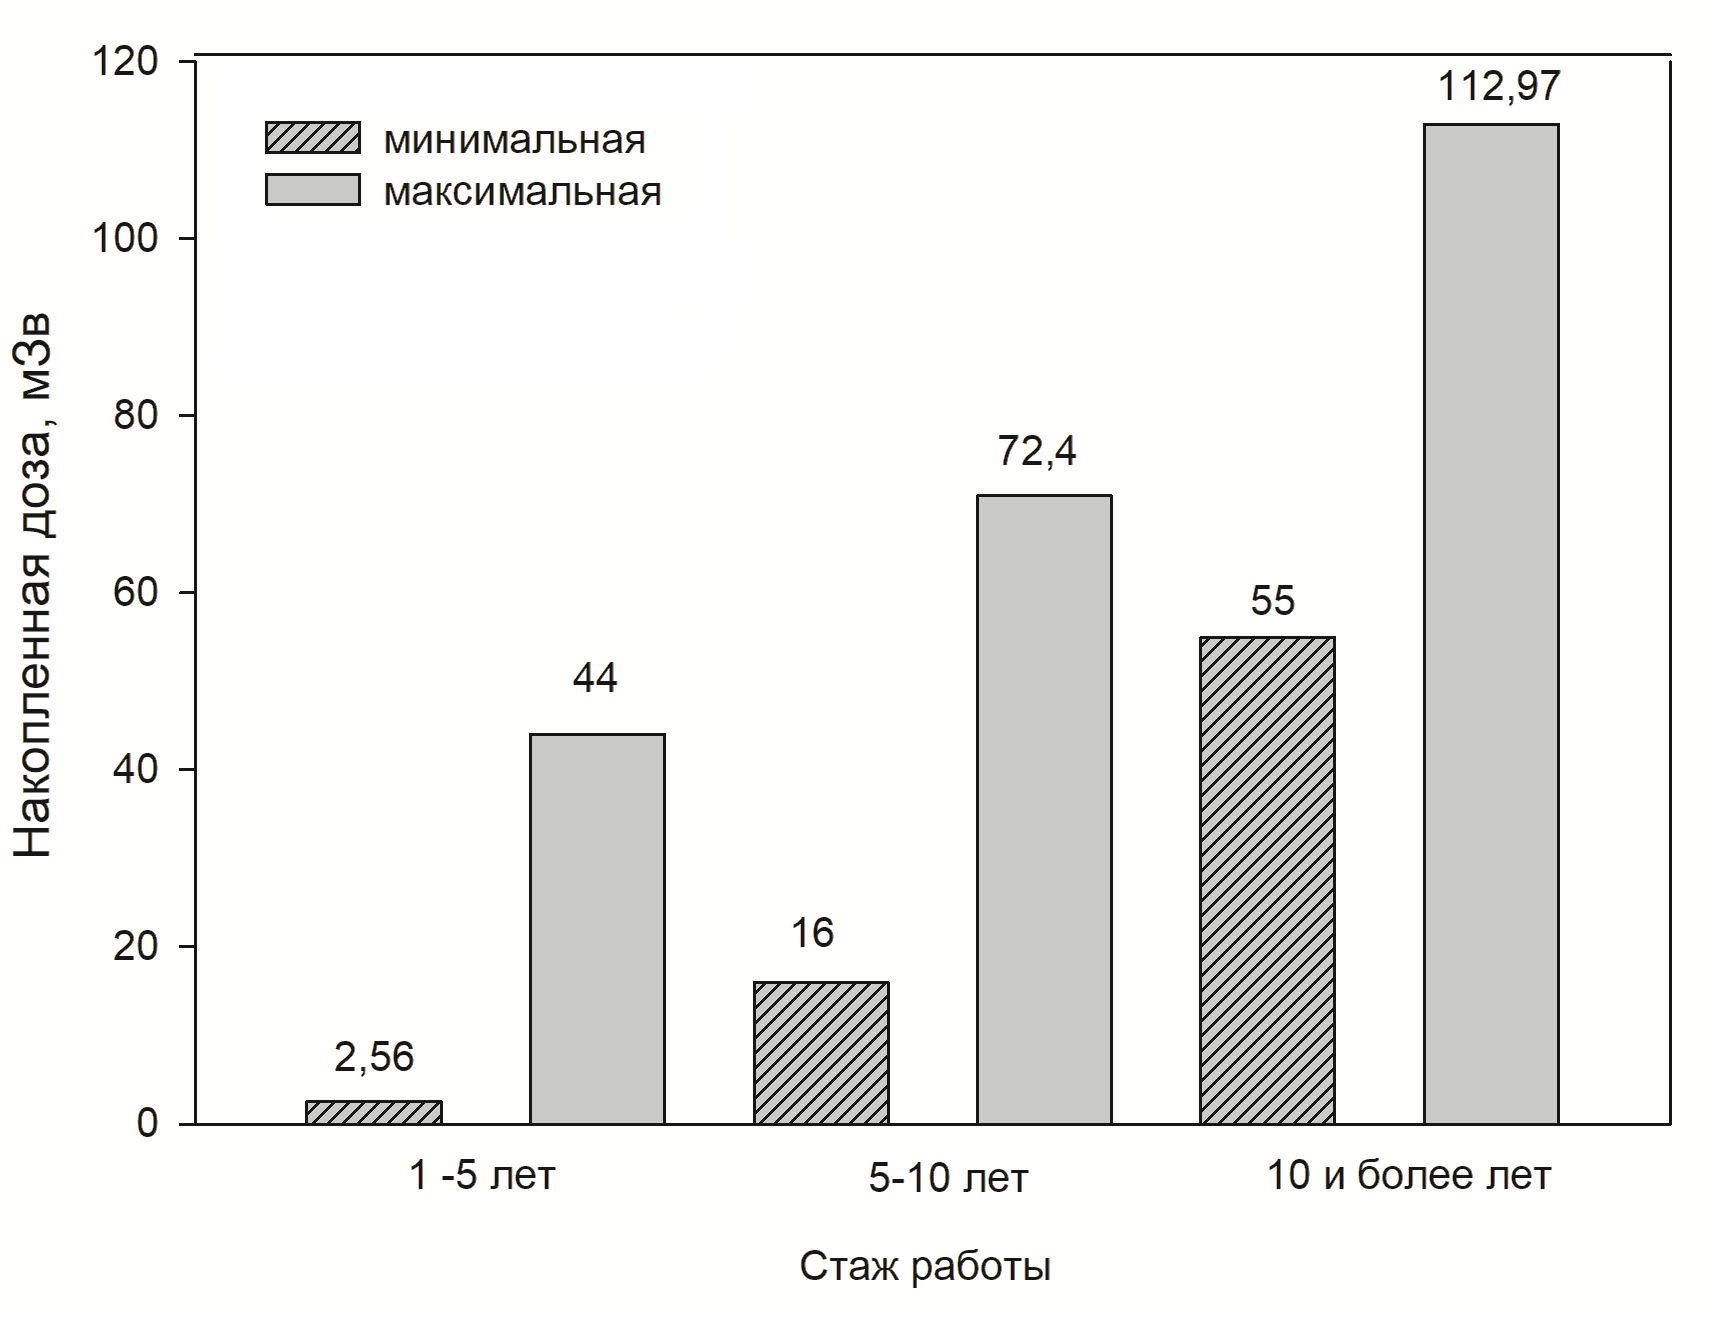 Накопленная доза, мЗв
120
100
80
60
40
20
0
минимальная
максимальная
2,56
44
16
72,4
55
112,97
1 -5 лет
5-10 лет
10 и более лет
Стаж работы